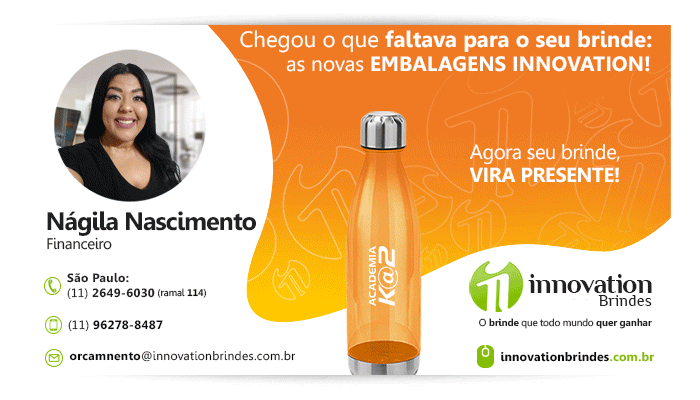 Chegou o que faltava para o seu brinde:
as novas EMBALAGENS INNOVATION!
Agora seu brinde,
VIRA PRESENTE!
ACADEMIA
K@2
Nágila Nascimento
Financeiro
São Paulo:
(11) 2649-6030 (ramal 114)
(11) 96278-8487
orcamnento@innovationbrindes.com.br
innovation
Brindes
O brinde que todo mundo quer ganhar
innovationbrindes.com.br